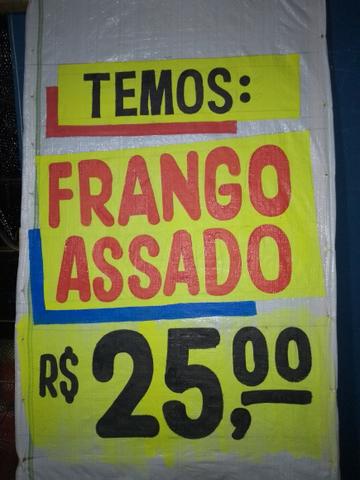 TEMOS:
FRANGO
ASSADO
R$ 25,00